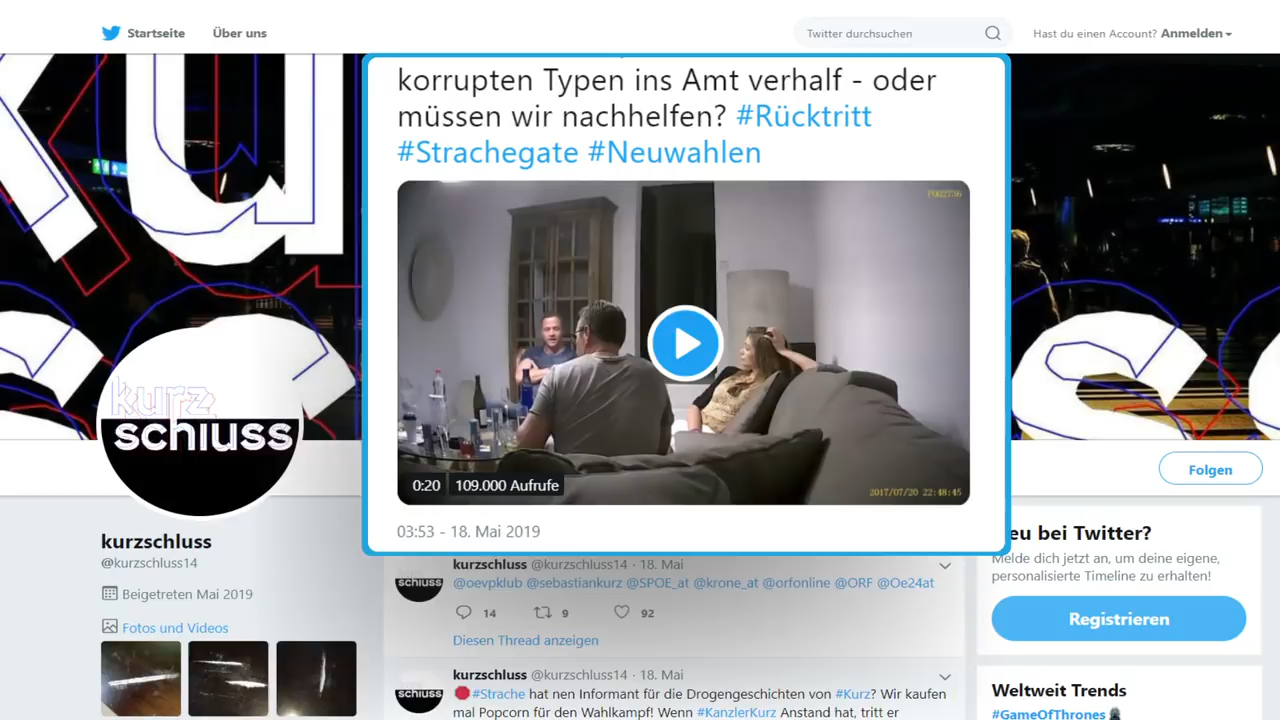 Startseite
Über uns
Twitter durchsuchen
Hast du einen Account? Anmelden
korrupten Typen ins Amt verhalf - oder
müssen wir nachhelfen? #Rücktritt
#Strachegate #Neuwahlen
2017/07/20 22:48:45
0:20
109.000 Aufrufe
03:53 - 18. Mai 2019
ku
kurz
schluss
kurzschluss
@kurzschluss14
Beigetreten Mai 2019
Fotos und Videos
kurzschluss @kurzschluss14 · 18. Mai
schluss
@oevpklub @sebastiankurz @SPOE_at @krone_at @orfonline @ORF @Oe24at
14
9
92
Diesen Thread anzeigen
kurzschluss @kurzschluss14 · 18. Mai
schluss
#Strache hat nen Informant für die Drogengeschichten von #Kurz? Wir kaufen
mal Popcorn für den Wahlkampf! Wenn #KanzlerKurz Anstand hat, tritt er
Folgen
eu bei Twitter?
Melde dich jetzt an, um deine eigene,
personalisierte Timeline zu erhalten!
Registrieren
Weltweit Trends
#GameOfThrones